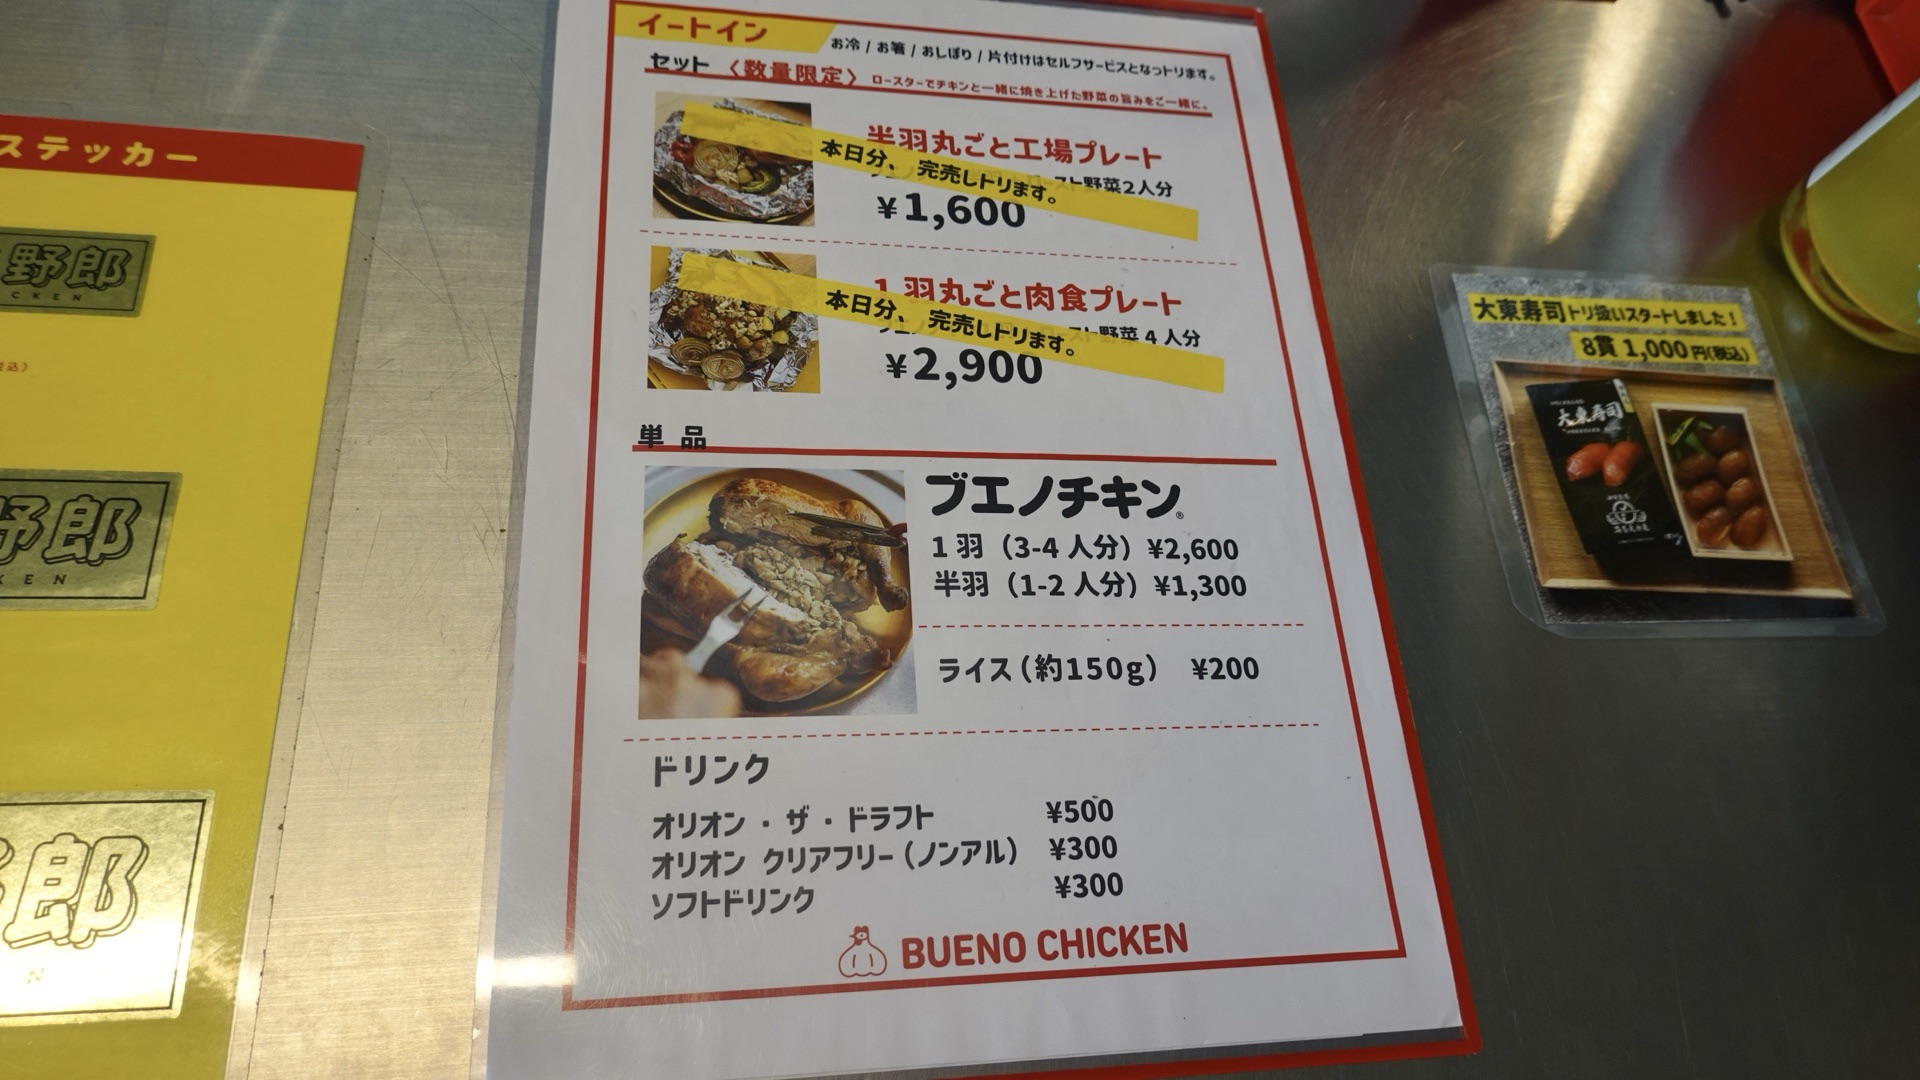 ステッカー
野郎
CKEN
野郎
KEN
郎
N
イートイン
お冷 / お箸 / おしぼり / 片付けはセルフサービスとなっトリます。
セット 〈数量限定〉 ロースターでチキンと一緒に焼き上げた野菜の旨みをご一緒に。
半羽丸ごと工場プレート
本日分、完売しトリます。
ロースト野菜2人分
¥1,600
1羽丸ごと肉食プレート
本日分、完売しトリます。
スト野菜4人分
¥2,900
単品
ブエノチキン®
1羽（3-4人分）¥2,600
半羽（1-2人分）¥1,300
ライス（約150g） ¥200
ドリンク
オリオン・ザ・ドラフト ¥500
オリオン クリアフリー（ノンアル） ¥300
ソフトドリンク ¥300
BUENO CHICKEN
大東寿司トリ扱いスタートしました！
8貫 1,000円(税込)
大東寿司